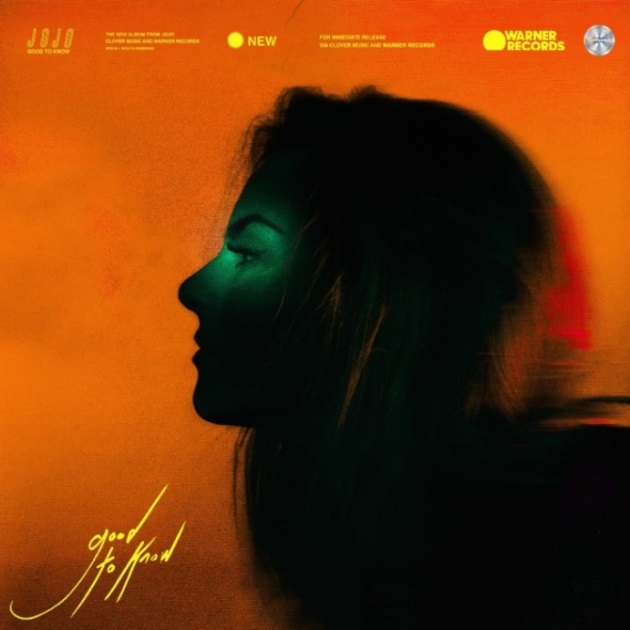 JOJO
GOOD TO KNOW
THE NEW ALBUM FROM JOJO
CLOVER MUSIC AND WARNER RECORDS
NEW
FOR IMMEDIATE RELEASE
VIA CLOVER MUSIC AND WARNER RECORDS
WARNER
RECORDS
good
to Know